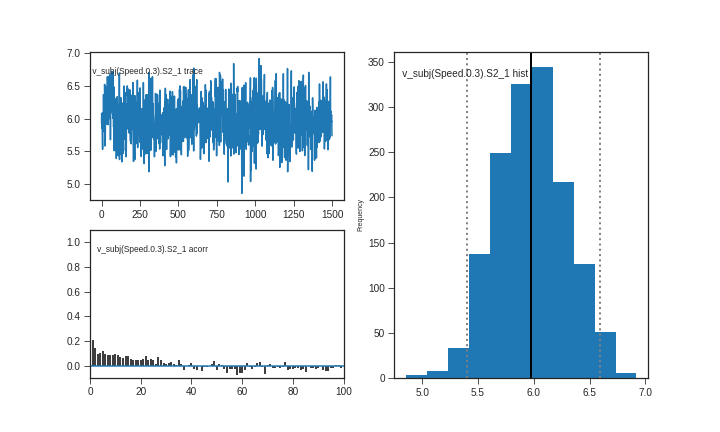 7.0
6.5
6.0
5.5
5.0
v_subj(Speed.0.3).S2_1 trace
0 250 500 750 1000 1250 1500
1.0
0.8
0.6
0.4
0.2
0.0
v_subj(Speed.0.3).S2_1 acorr
0 20 40 60 80 100
350
300
250
200
150
100
50
0
Frequency
v_subj(Speed.0.3).S2_1 hist
5.0 5.5 6.0 6.5 7.0